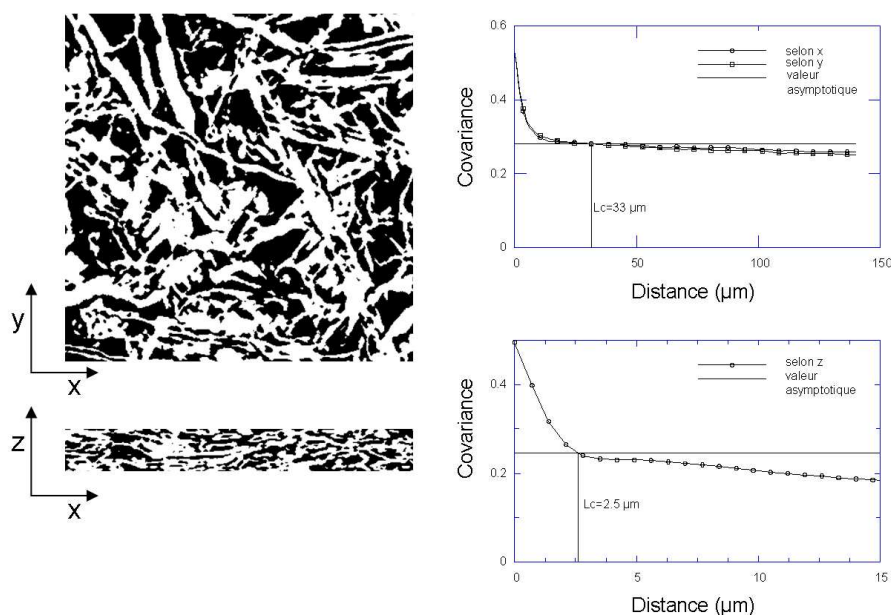 y
x
z
x
0.6
0.4
0.2
0
Covariance
selon x
selon y
valeur
asymptotique
Lc=33 µm
0
50
100
150
Distance (µm)
0.4
0.2
0
Covariance
selon z
valeur
asymptotique
Lc=2.5 µm
0
5
10
15
Distance (µm)